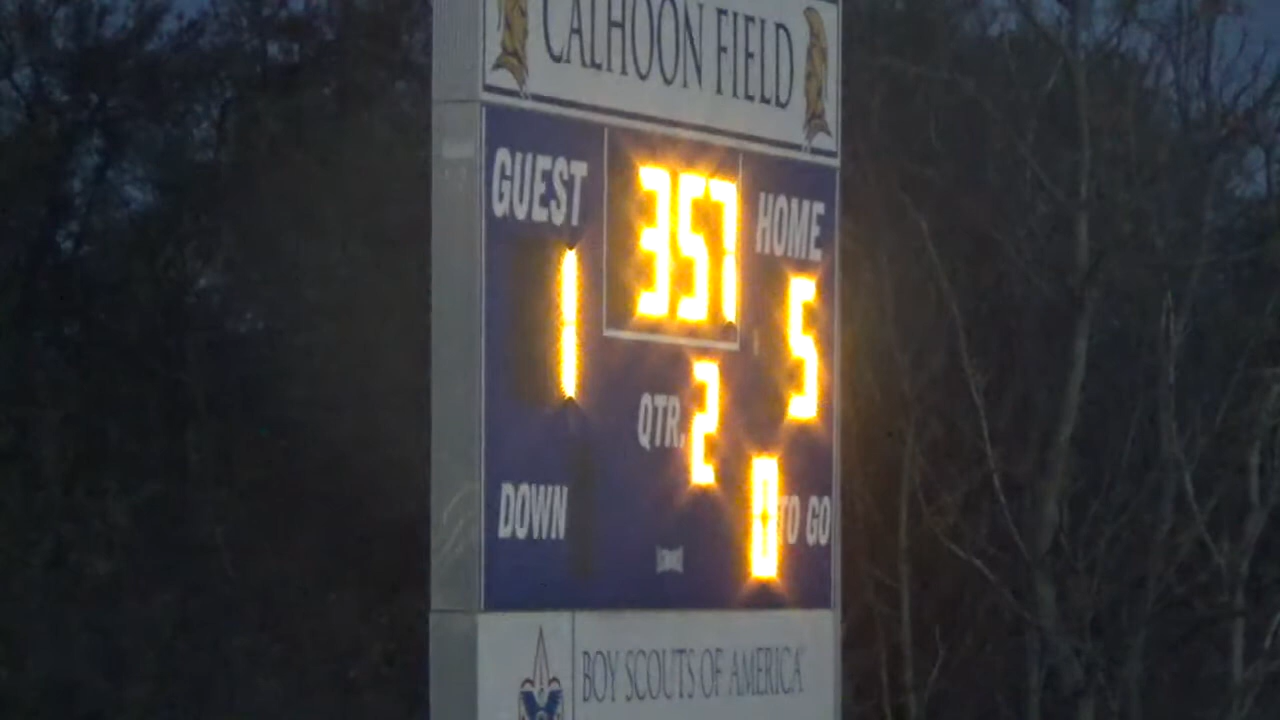 CALHOON FIELD
GUEST
357
HOME
1
5
QTR. 2
DOWN
0 TO GO
BOY SCOUTS OF AMERICA